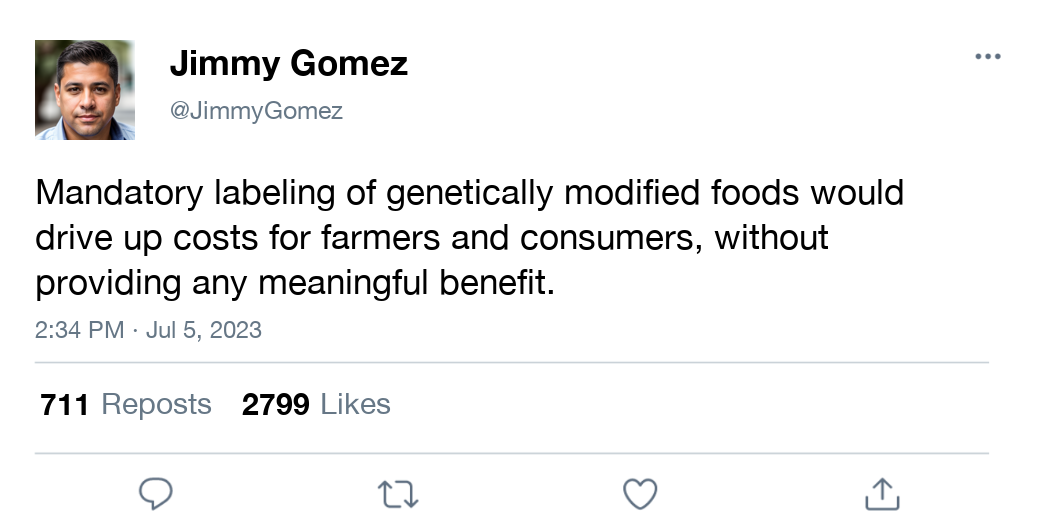 Jimmy Gomez
@JimmyGomez
Mandatory labeling of genetically modified foods would
drive up costs for farmers and consumers, without
providing any meaningful benefit.
2:34 PM · Jul 5, 2023
711 Reposts 2799 Likes